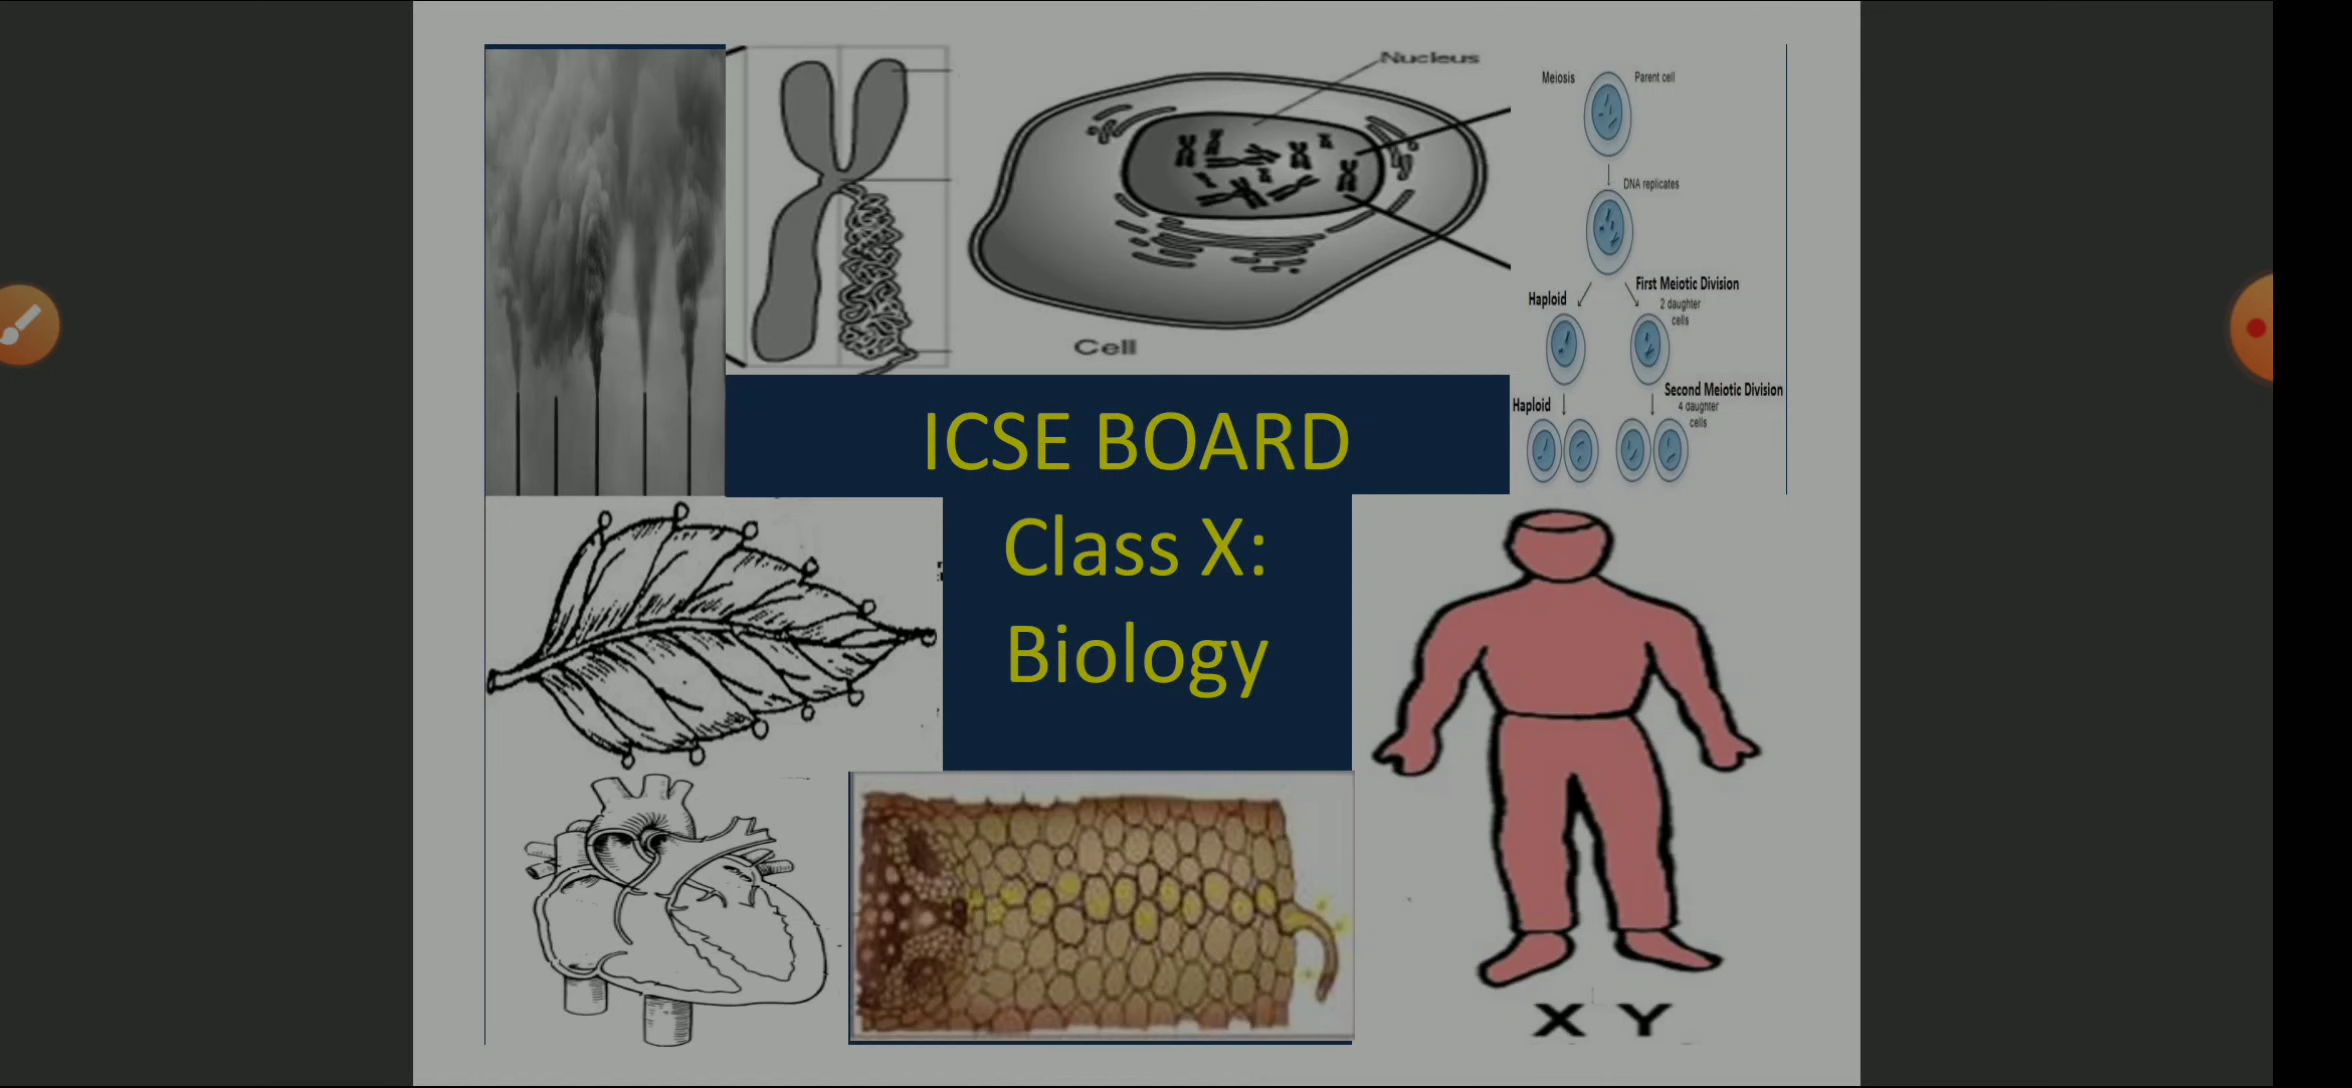 Nucleus
Cell
Meiosis
Parent cell
DNA replicates
First Meiotic Division
2 daughter
cells
Haploid
Second Meiotic Division
4 daughter
cells
Haploid
ICSE BOARD
Class X:
Biology
X Y